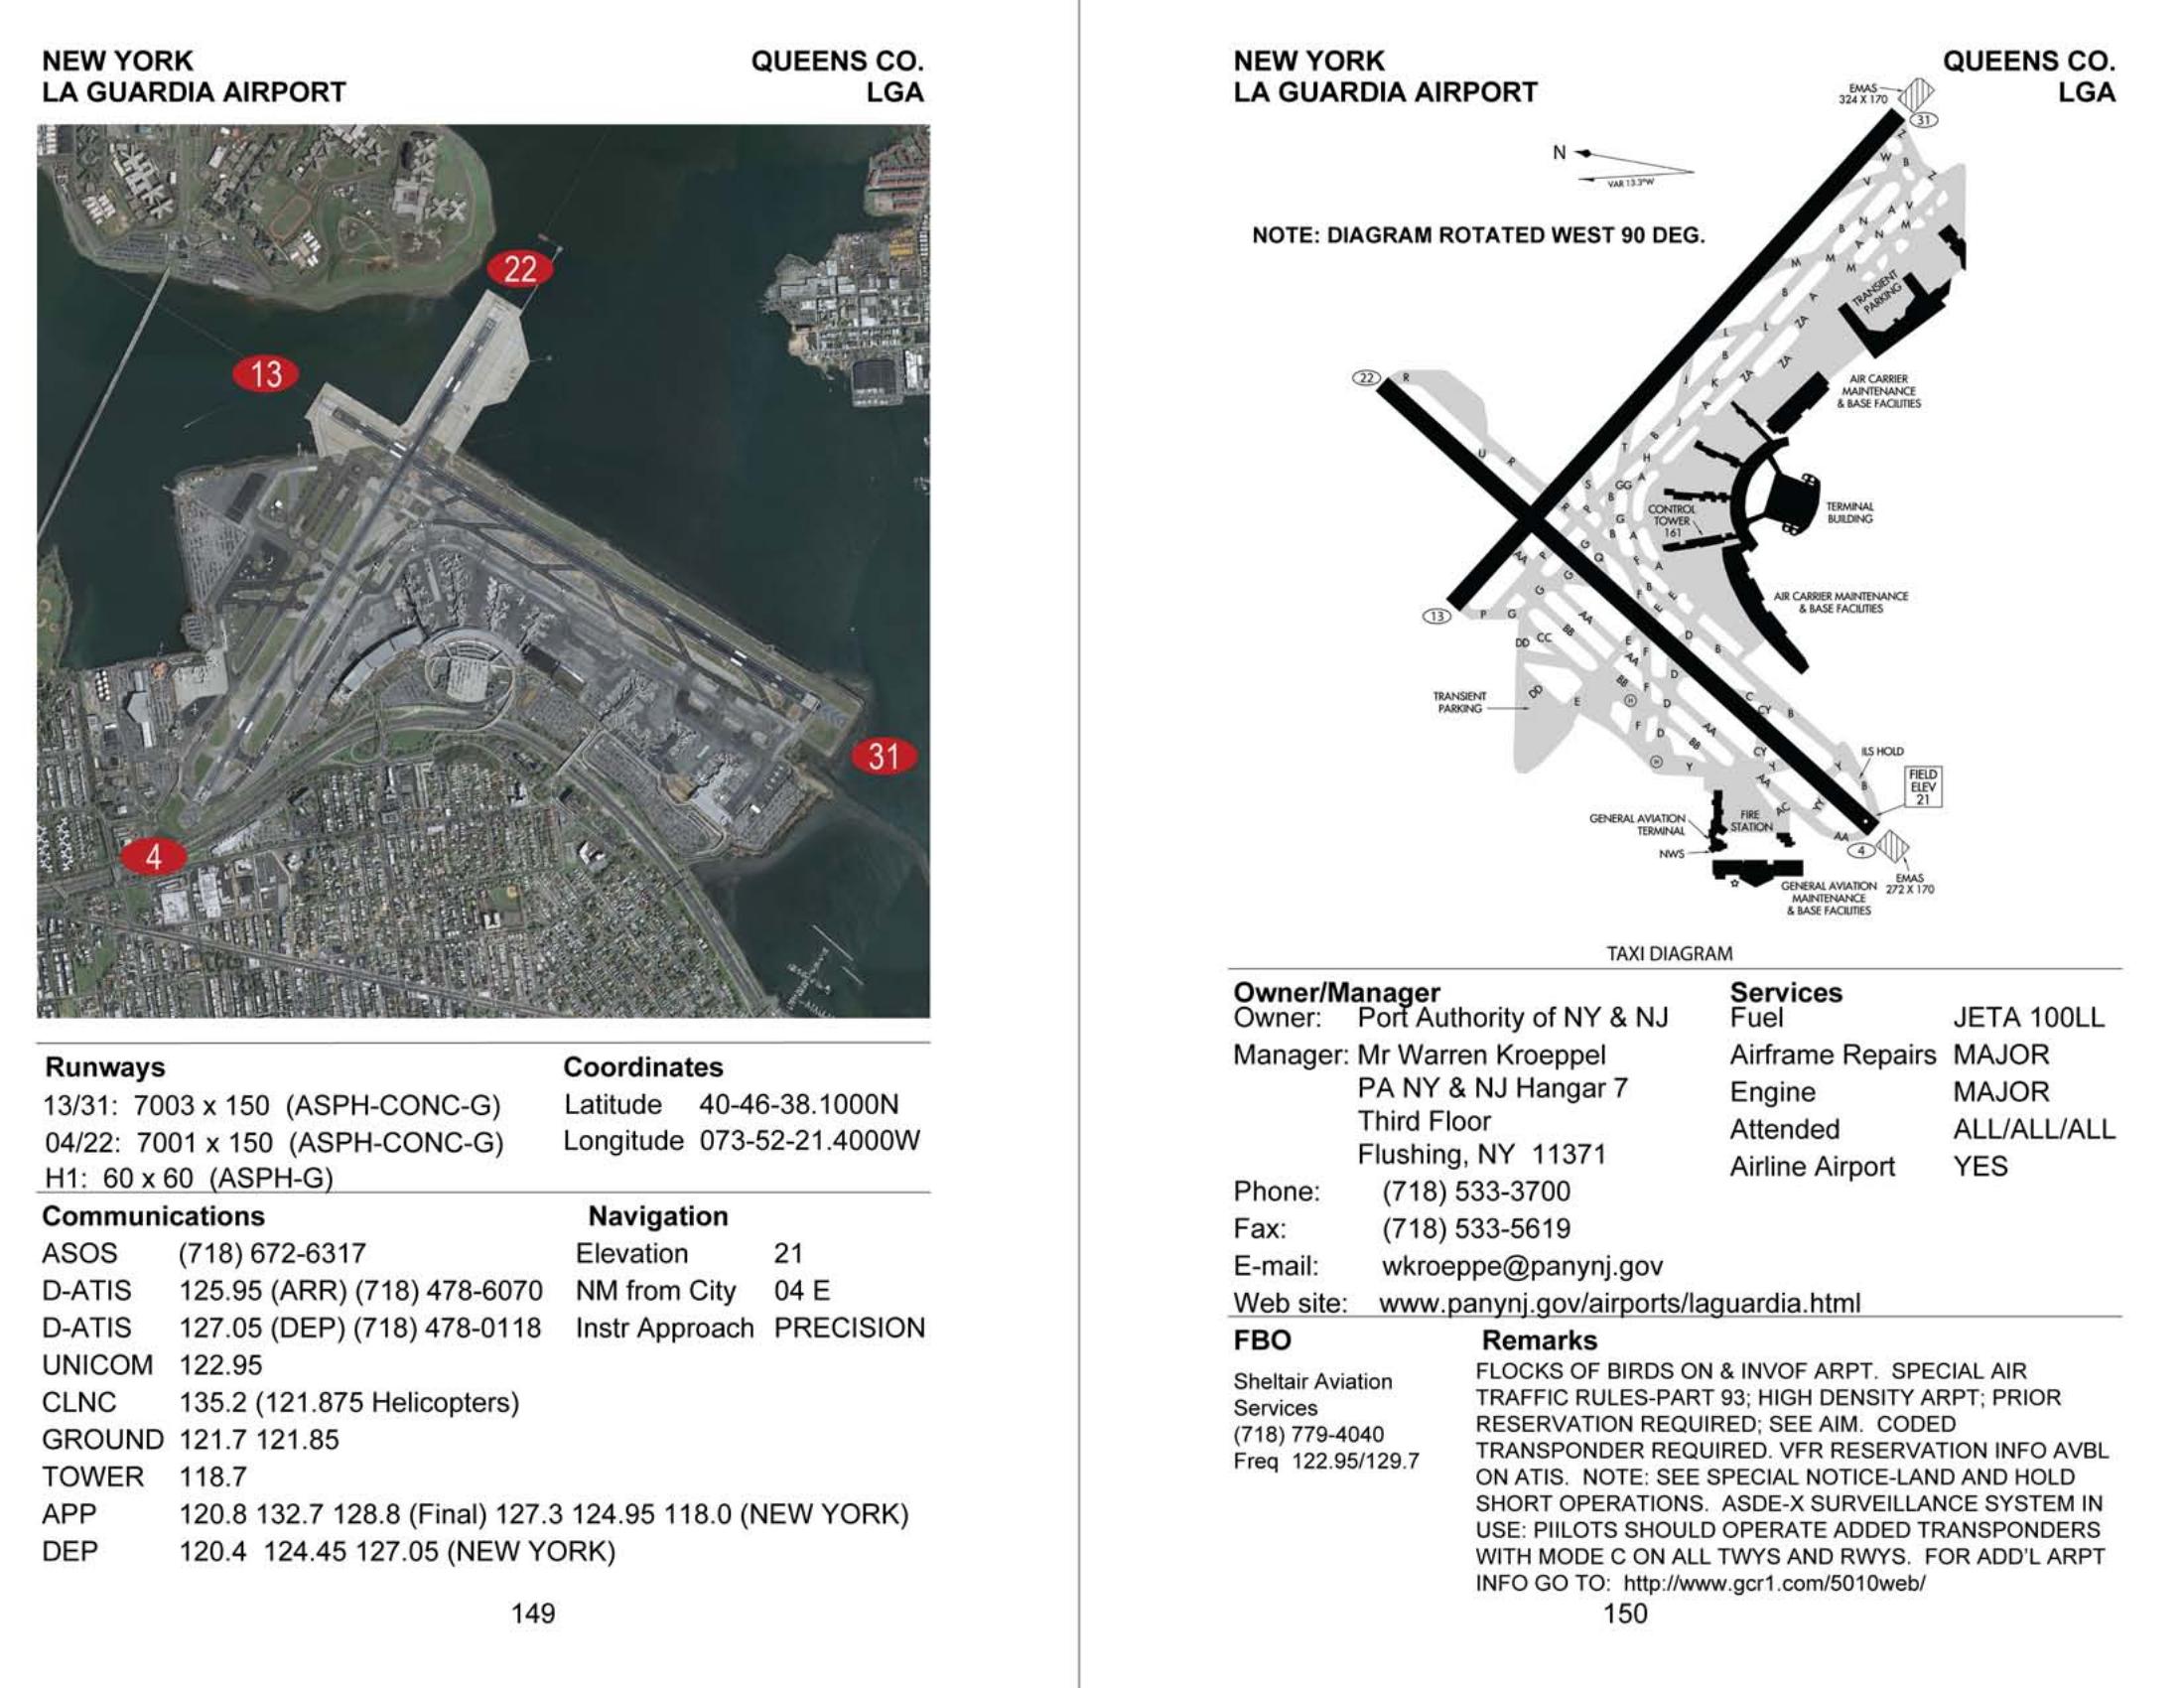 NEW YORK
LA GUARDIA AIRPORT
QUEENS CO.
LGA
22
13
31
4
Runways
13/31: 7003 x 150 (ASPH-CONC-G)
04/22: 7001 x 150 (ASPH-CONC-G)
H1: 60 x 60 (ASPH-G)
Coordinates
Latitude 40-46-38.1000N
Longitude 073-52-21.4000W
Communications
ASOS (718) 672-6317
D-ATIS 125.95 (ARR) (718) 478-6070
D-ATIS 127.05 (DEP) (718) 478-0118
UNICOM 122.95
CLNC 135.2 (121.875 Helicopters)
GROUND 121.7 121.85
TOWER 118.7
APP 120.8 132.7 128.8 (Final) 127.3 124.95 118.0 (NEW YORK)
DEP 120.4 124.45 127.05 (NEW YORK)
Navigation
Elevation 21
NM from City 04 E
Instr Approach PRECISION
149
NEW YORK
LA GUARDIA AIRPORT
QUEENS CO.
LGA
EMAS
324 X 170
31
N
VAR 13.3°W
NOTE: DIAGRAM ROTATED WEST 90 DEG.
TRANSIENT
PARKING
22
AIR CARRIER
MAINTENANCE
& BASE FACILITIES
CONTROL
TOWER
161
TERMINAL
BUILDING
13
AIR CARRIER MAINTENANCE
& BASE FACILITIES
TRANSIENT
PARKING
ILS HOLD
FIELD
ELEV
21
GENERAL AVIATION
TERMINAL
FIRE
STATION
NWS
4
EMAS
272 X 170
GENERAL AVIATION
MAINTENANCE
& BASE FACILITIES
TAXI DIAGRAM
Owner/Manager
Owner: Port Authority of NY & NJ
Manager: Mr Warren Kroeppel
PA NY & NJ Hangar 7
Third Floor
Flushing, NY 11371
Phone: (718) 533-3700
Fax: (718) 533-5619
E-mail: wkroeppe@panynj.gov
Web site: www.panynj.gov/airports/laguardia.html
Services
Fuel JETA 100LL
Airframe Repairs MAJOR
Engine MAJOR
Attended ALL/ALL/ALL
Airline Airport YES
FBO
Sheltair Aviation
Services
(718) 779-4040
Freq 122.95/129.7
Remarks
FLOCKS OF BIRDS ON & INVOF ARPT. SPECIAL AIR
TRAFFIC RULES-PART 93; HIGH DENSITY ARPT; PRIOR
RESERVATION REQUIRED; SEE AIM. CODED
TRANSPONDER REQUIRED. VFR RESERVATION INFO AVBL
ON ATIS. NOTE: SEE SPECIAL NOTICE-LAND AND HOLD
SHORT OPERATIONS. ASDE-X SURVEILLANCE SYSTEM IN
USE: PIILOTS SHOULD OPERATE ADDED TRANSPONDERS
WITH MODE C ON ALL TWYS AND RWYS. FOR ADD'L ARPT
INFO GO TO: http://www.gcr1.com/5010web/
150